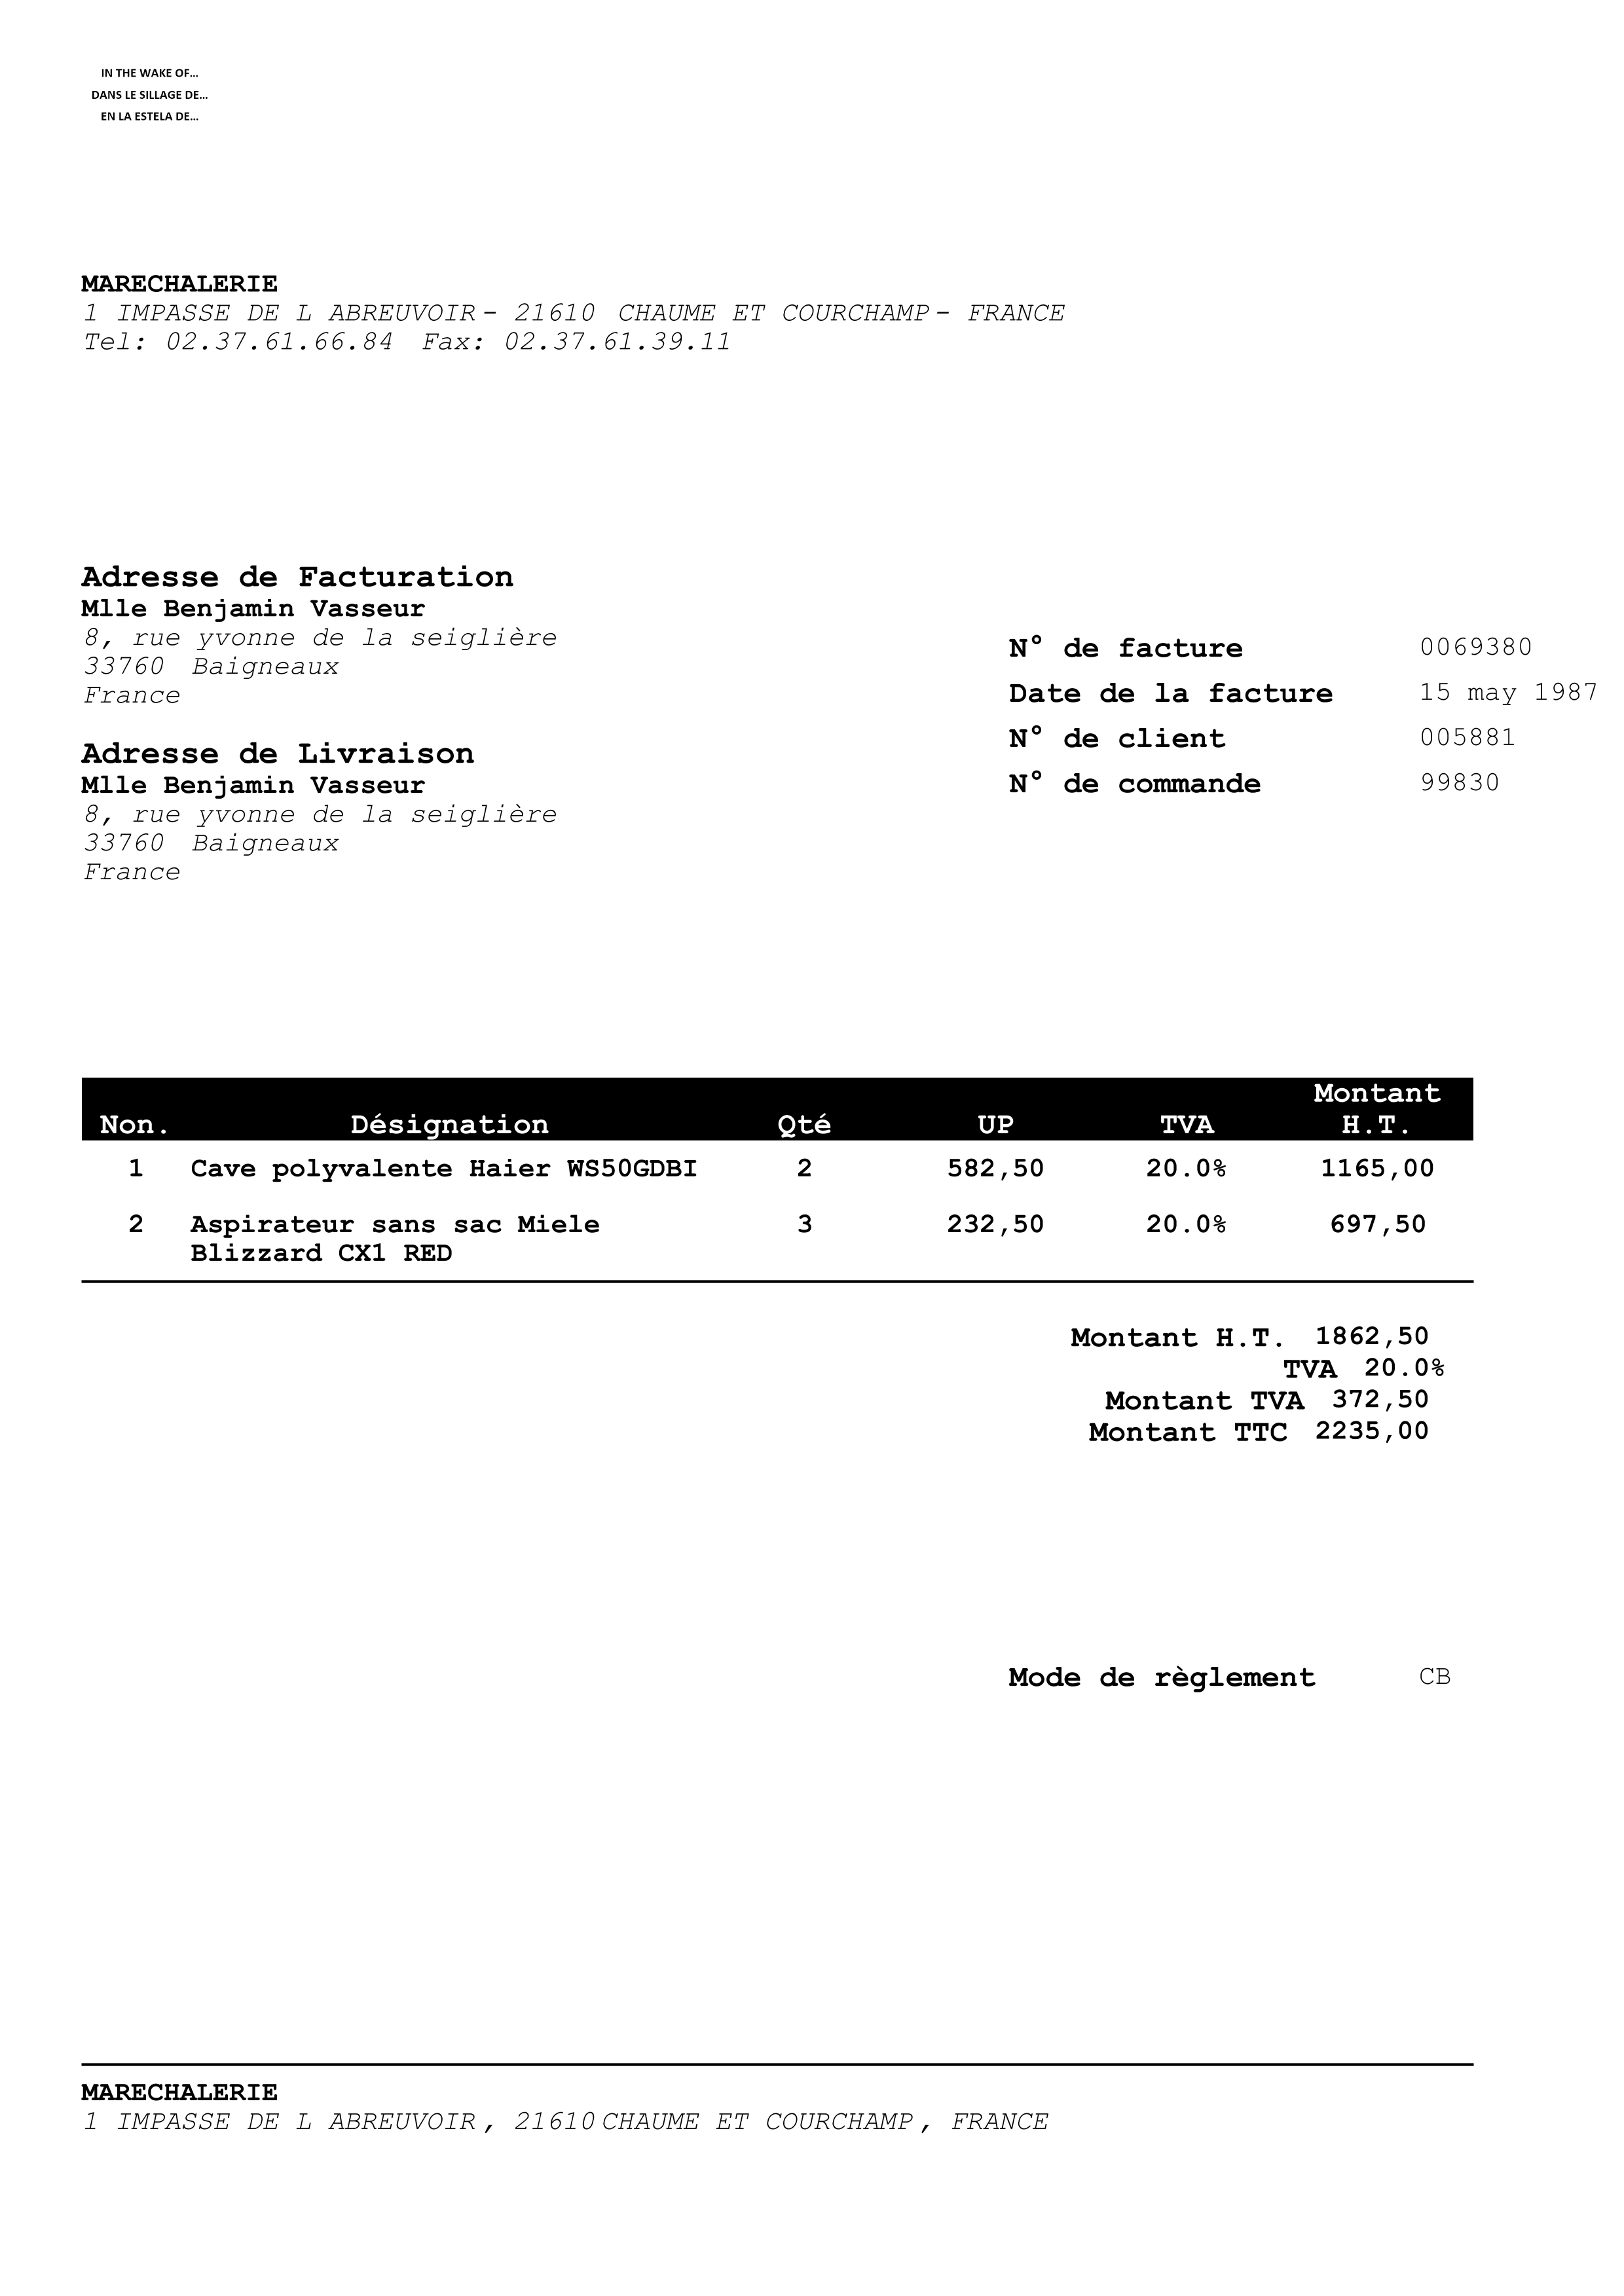 IN THE WAKE OF...
DANS LE SILLAGE DE...
EN LA ESTELA DE...
MARECHALERIE
1 IMPASSE DE L ABREUVOIR - 21610 CHAUME ET COURCHAMP - FRANCE
Tel: 02.37.61.66.84 Fax: 02.37.61.39.11
Adresse de Facturation
Mlle Benjamin Vasseur
8, rue yvonne de la seiglière
33760 Baigneaux
France
Adresse de Livraison
Mlle Benjamin Vasseur
8, rue yvonne de la seiglière
33760 Baigneaux
France
N° de facture 0069380
Date de la facture 15 may 1987
N° de client 005881
N° de commande 99830
Non. Désignation Qté UP TVA Montant H.T.
1 Cave polyvalente Haier WS50GDBI 2 582,50 20.0% 1165,00
2 Aspirateur sans sac Miele 3 232,50 20.0% 697,50
Blizzard CX1 RED
Montant H.T. 1862,50
TVA 20.0%
Montant TVA 372,50
Montant TTC 2235,00
Mode de règlement CB
MARECHALERIE
1 IMPASSE DE L ABREUVOIR , 21610 CHAUME ET COURCHAMP , FRANCE